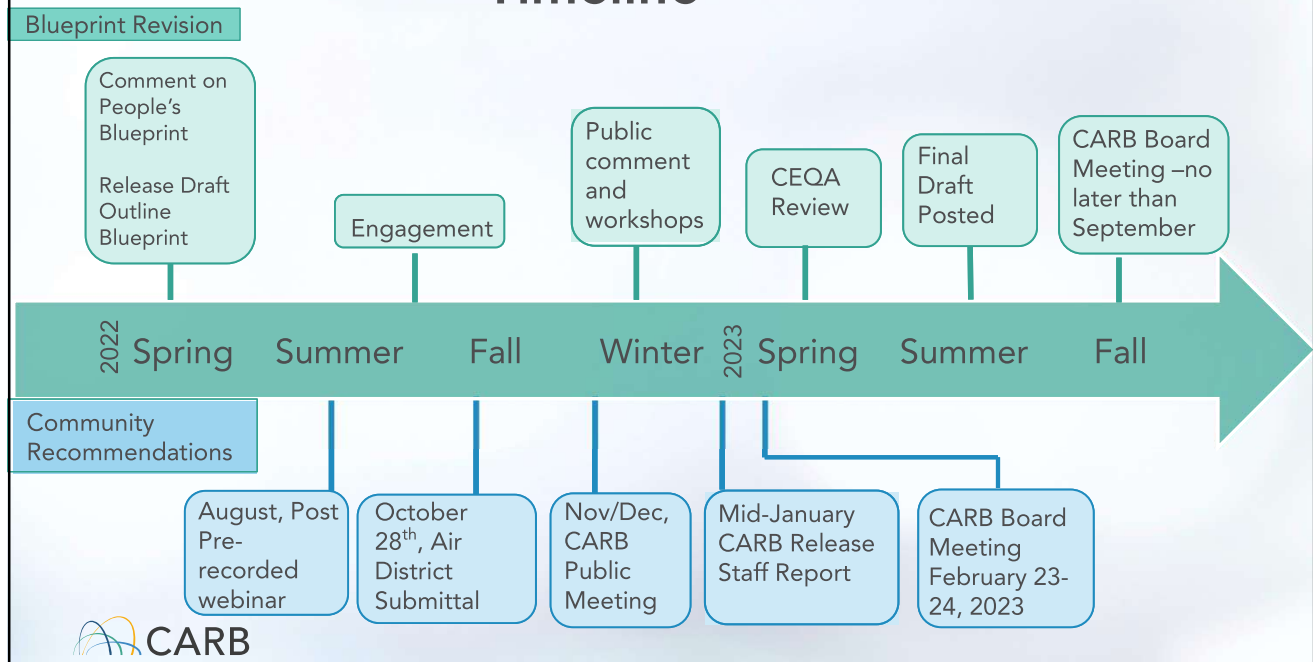 Timeline
Blueprint Revision
Comment on
People's
Blueprint
Release Draft
Outline
Blueprint
Engagement
Public
comment
and
workshops
CEQA
Review
Final
Draft
Posted
CARB Board
Meeting –no
later than
September
2022 Spring Summer Fall Winter 2023 Spring Summer Fall
Community
Recommendations
August, Post
Pre-
recorded
webinar
October
28th, Air
District
Submittal
Nov/Dec,
CARB
Public
Meeting
Mid-January
CARB Release
Staff Report
CARB Board
Meeting
February 23-
24, 2023
CARB